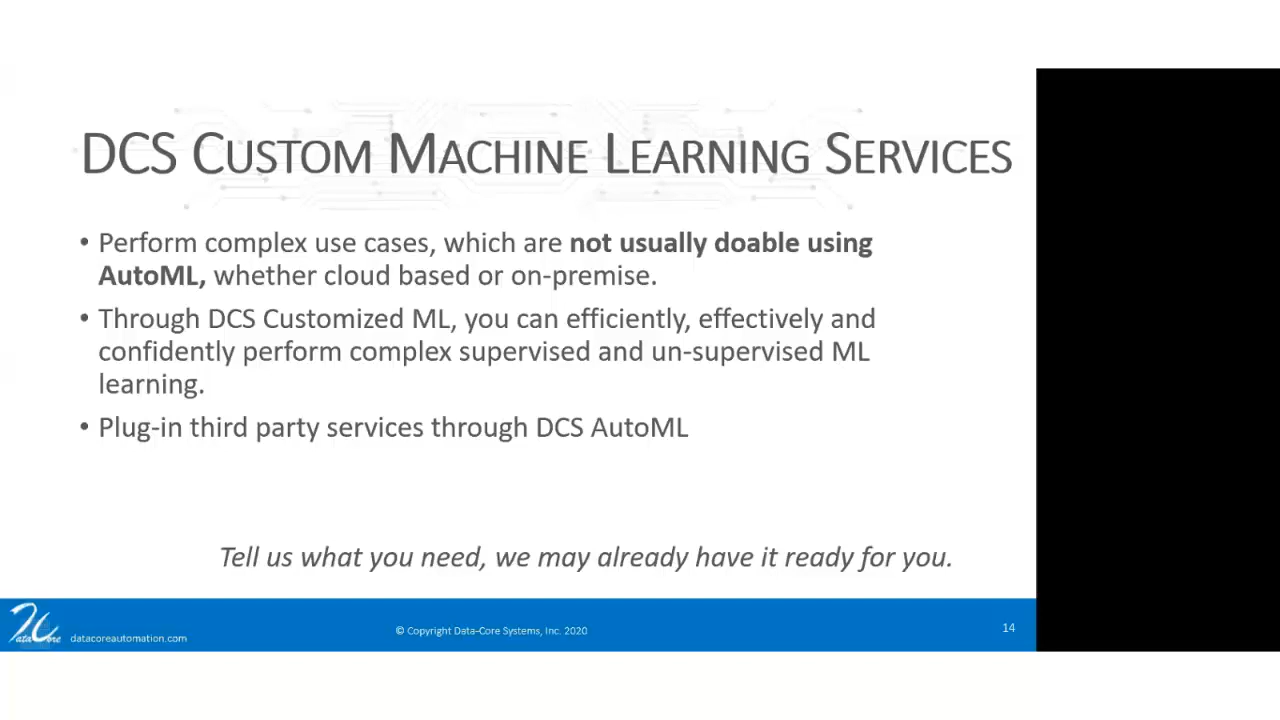 DCS CUSTOM MACHINE LEARNING SERVICES
• Perform complex use cases, which are not usually doable using
AutoML, whether cloud based or on-premise.
• Through DCS Customized ML, you can efficiently, effectively and
confidently perform complex supervised and un-supervised ML
learning.
• Plug-in third party services through DCS AutoML
Tell us what you need, we may already have it ready for you.
DataCore
datacoreautomation.com
© Copyright Data-Core Systems, Inc. 2020
14